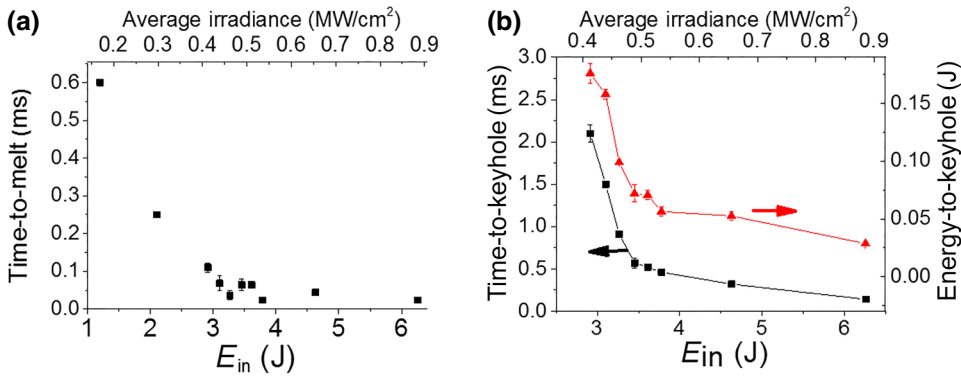 (a)
Average irradiance (MW/cm²)
0.2 0.3 0.4 0.5 0.6 0.7 0.8 0.9
Time-to-melt (ms)
0.6
0.5
0.4
0.3
0.2
0.1
0.0
1 2 3 4 5 6
E_in (J)
(b)
Average irradiance (MW/cm²)
0.4 0.5 0.6 0.7 0.8 0.9
Time-to-keyhole (ms)
3.0
2.5
2.0
1.5
1.0
0.5
0.0
0.15
0.10
0.05
0.00
Energy-to-keyhole (J)
3 4 5 6
E_in (J)